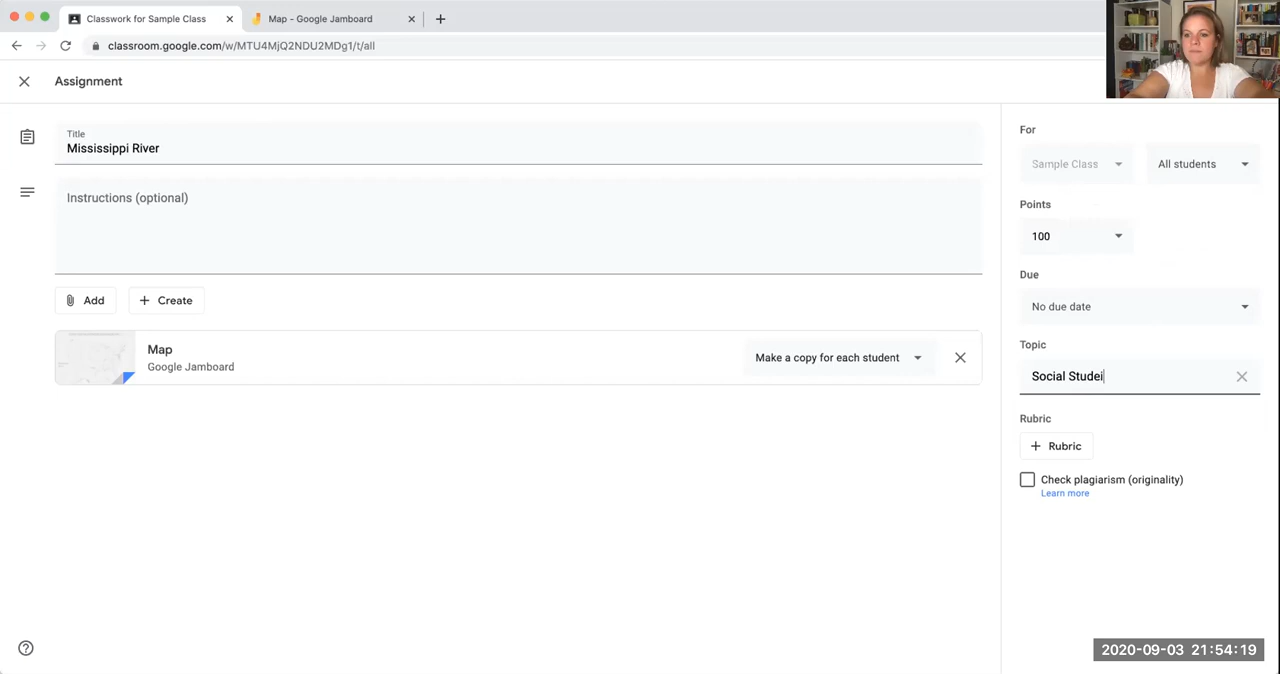 Classwork for Sample Class
Map - Google Jamboard
classroom.google.com/w/MTU4MjQ2NDU2MDg1/t/all
Assignment
Title
Mississippi River
Instructions (optional)
Add
Create
Map
Google Jamboard
Make a copy for each student
For
Sample Class
All students
Points
100
Due
No due date
Topic
Social Studei
Rubric
Rubric
Check plagiarism (originality)
Learn more
2020-09-03 21:54:19